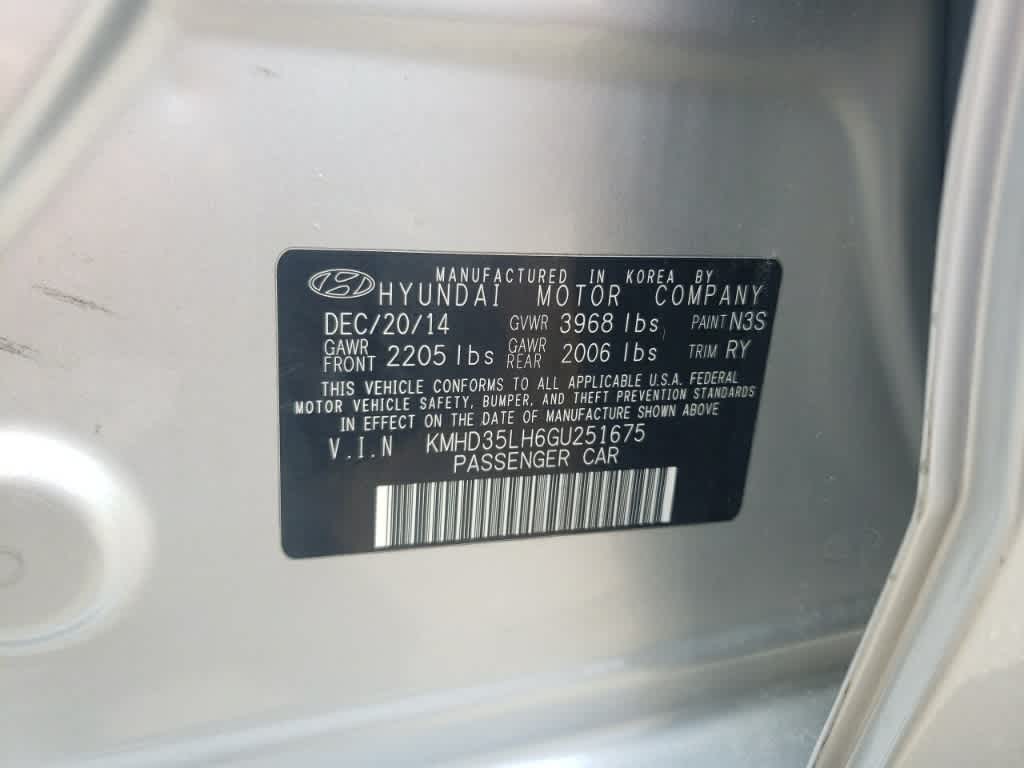 MANUFACTURED IN KOREA BY
HYUNDAI MOTOR COMPANY
DEC/20/14 GVWR 3968 lbs PAINT N3S
GAWR FRONT 2205 lbs GAWR REAR 2006 lbs TRIM RY
THIS VEHICLE CONFORMS TO ALL APPLICABLE U.S.A. FEDERAL
MOTOR VEHICLE SAFETY, BUMPER, AND THEFT PREVENTION STANDARDS
IN EFFECT ON THE DATE OF MANUFACTURE SHOWN ABOVE
V.I.N KMHD35LH6GU251675
PASSENGER CAR